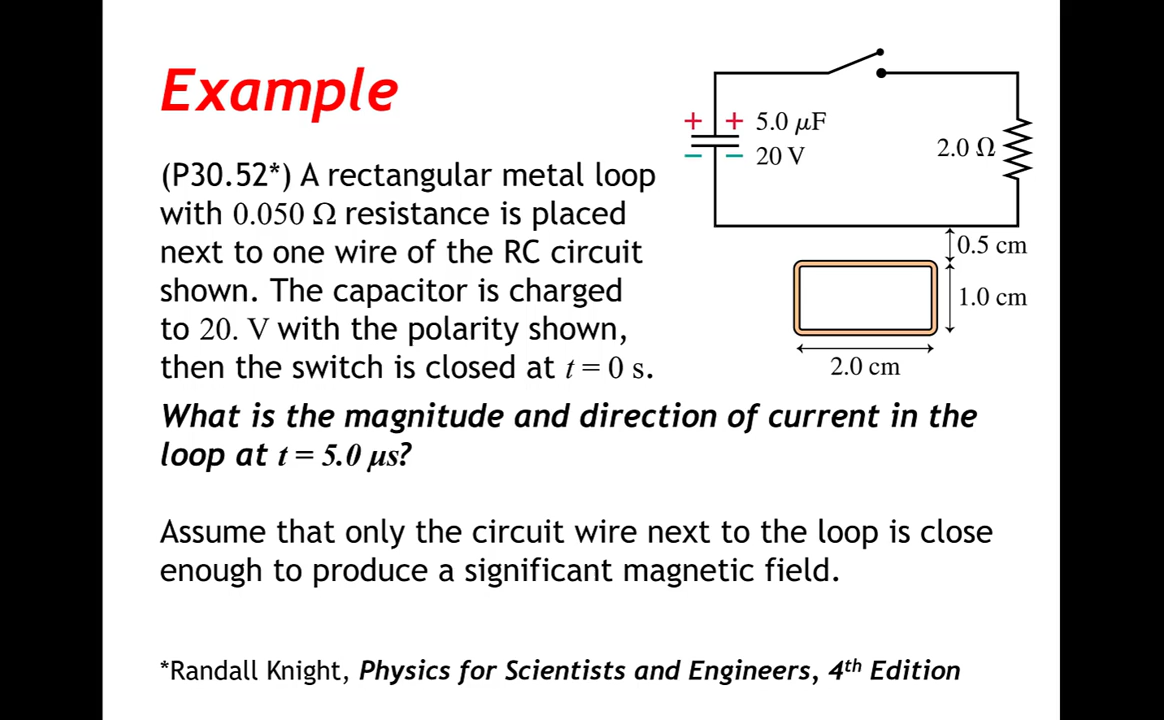 Example
+ + 5.0 μF
− − 20 V
2.0 Ω
(P30.52*) A rectangular metal loop
with 0.050 Ω resistance is placed
next to one wire of the RC circuit
shown. The capacitor is charged
to 20. V with the polarity shown,
then the switch is closed at t = 0 s.
0.5 cm
1.0 cm
2.0 cm
What is the magnitude and direction of current in the
loop at t = 5.0 μs?
Assume that only the circuit wire next to the loop is close
enough to produce a significant magnetic field.
*Randall Knight, Physics for Scientists and Engineers, 4th Edition